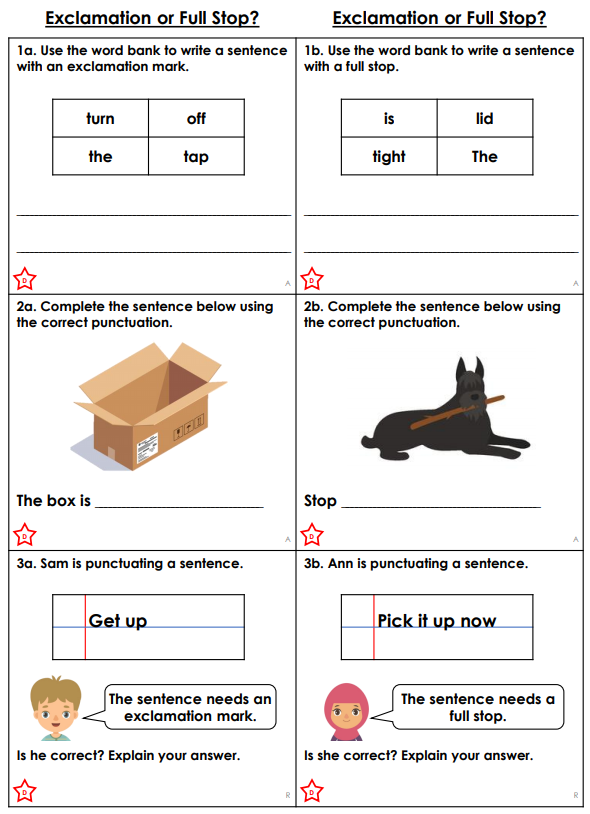 Exclamation or Full Stop?
Exclamation or Full Stop?
1a. Use the word bank to write a sentence
with an exclamation mark.
turn off
the tap
D
A
1b. Use the word bank to write a sentence
with a full stop.
is lid
tight The
D
A
2a. Complete the sentence below using
the correct punctuation.
The box is ____________________
D
A
2b. Complete the sentence below using
the correct punctuation.
Stop ________________________
D
A
3a. Sam is punctuating a sentence.
Get up
The sentence needs an
exclamation mark.
Is he correct? Explain your answer.
D
R
3b. Ann is punctuating a sentence.
Pick it up now
The sentence needs a
full stop.
Is she correct? Explain your answer.
D
R